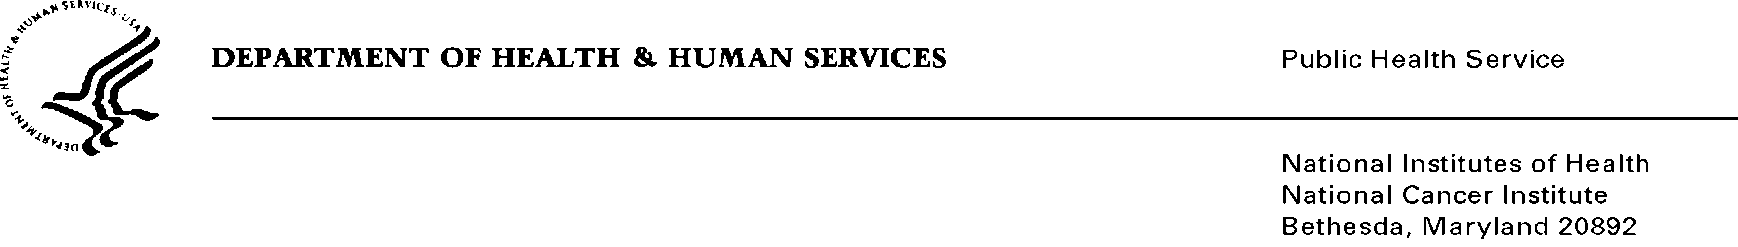 DEPARTMENT OF HEALTH & HUMAN SERVICES·USA
DEPARTMENT OF HEALTH & HUMAN SERVICES
Public Health Service
National Institutes of Health
National Cancer Institute
Bethesda, Maryland 20892